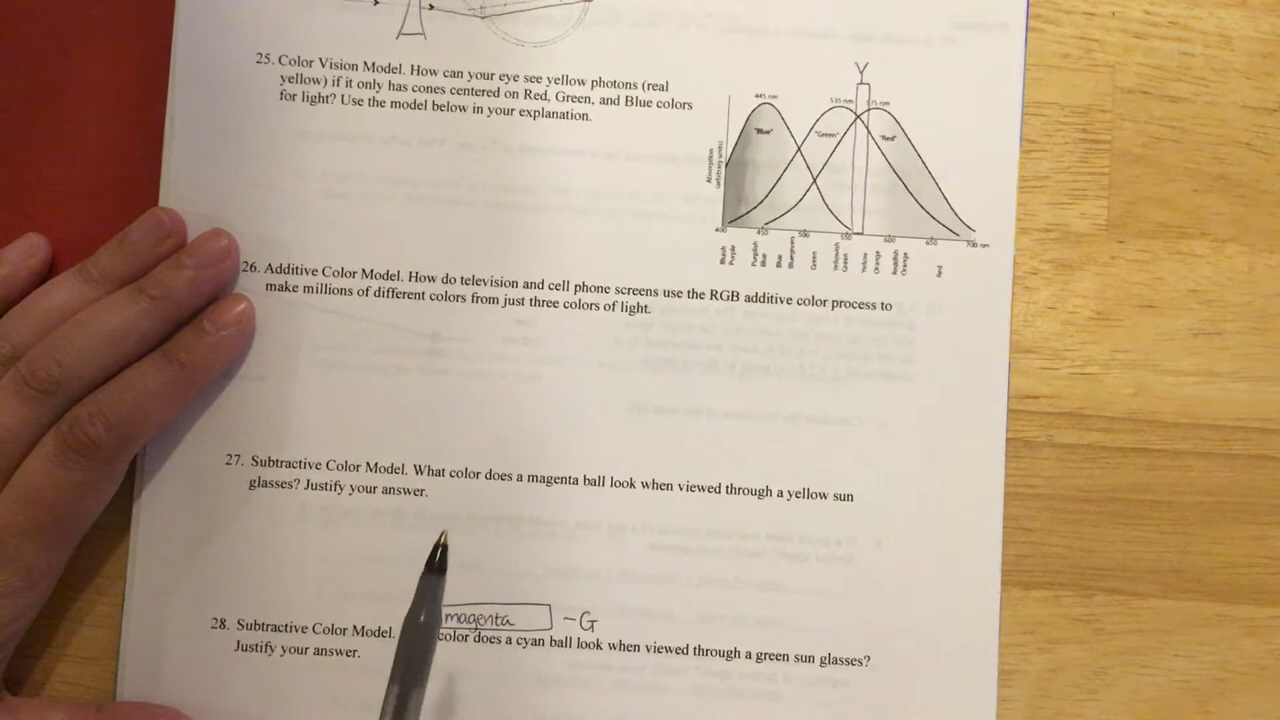 25. Color Vision Model. How can your eye see yellow photons (real
yellow) if it only has cones centered on Red, Green, and Blue colors
for light? Use the model below in your explanation.
Y
445 nm
535 nm
575 nm
"Blue"
"Green"
"Red"
Absorption
(arbitrary units)
400
450
500
550
600
650
700 nm
Bluish
Purple
Purplish
Blue
Blue
Bluegreen
Green
Yellowish
Green
Yellow
Orange
Reddish
Orange
Red
26. Additive Color Model. How do television and cell phone screens use the RGB additive color process to
make millions of different colors from just three colors of light.
27. Subtractive Color Model. What color does a magenta ball look when viewed through a yellow sun
glasses? Justify your answer.
magenta -G
28. Subtractive Color Model. color does a cyan ball look when viewed through a green sun glasses?
Justify your answer.